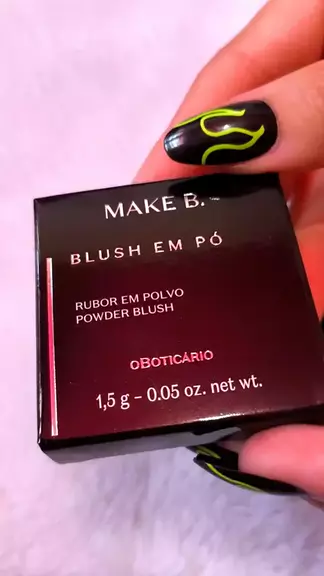 MAKE B.
BLUSH EM PÓ
RUBOR EM POLVO
POWDER BLUSH
oBOTICÁRIO
1,5 g – 0.05 oz. net wt.